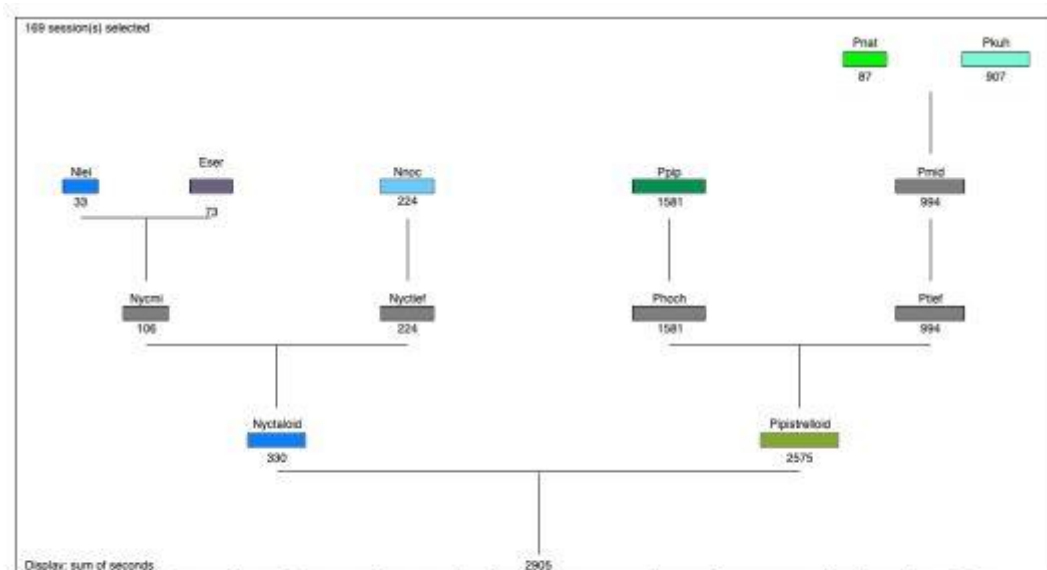 169 session(s) selected
Pnat Pkuh
87 907
Nlei Eser Nnoc Ppip Pmid
33 73 224 1581 994
Nycmi Nyctief Phoch Ptief
106 224 1581 994
Nyctaloid Pipistrelloid
330 2575
Display: sum of seconds 2905